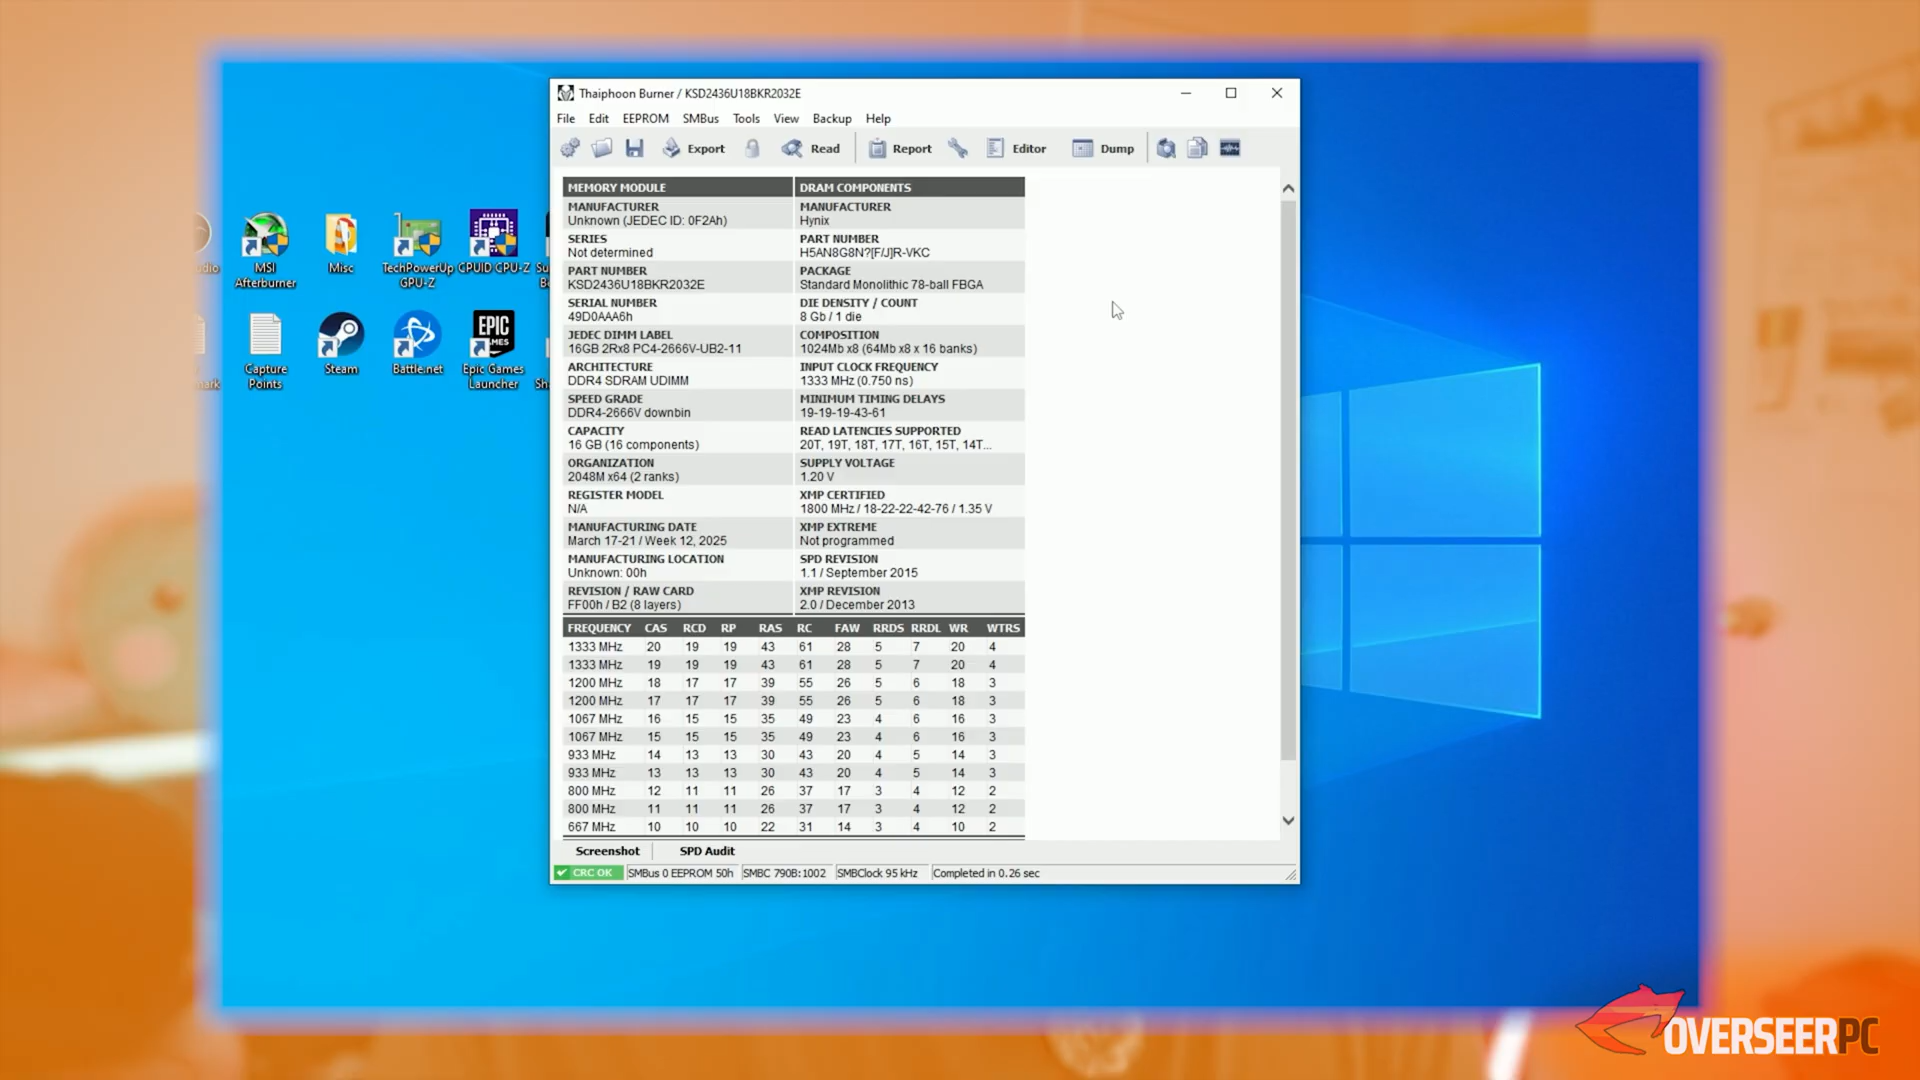 Thaiphoon Burner / KSD2436U18BKR2032E
File Edit EEPROM SMBus Tools View Backup Help
Export Read Report Editor Dump
MEMORY MODULE DRAM COMPONENTS
MANUFACTURER MANUFACTURER
Unknown (JEDEC ID: 0F2Ah) Hynix
SERIES PART NUMBER
Not determined H5AN8G8N?[F/J]R-VKC
PART NUMBER PACKAGE
KSD2436U18BKR2032E Standard Monolithic 78-ball FBGA
SERIAL NUMBER DIE DENSITY / COUNT
49D0AAA6h 8 Gb / 1 die
JEDEC DIMM LABEL COMPOSITION
16GB 2Rx8 PC4-2666V-UB2-11 1024Mb x8 (64Mb x8 x 16 banks)
ARCHITECTURE INPUT CLOCK FREQUENCY
DDR4 SDRAM UDIMM 1333 MHz (0.750 ns)
SPEED GRADE MINIMUM TIMING DELAYS
DDR4-2666V downbin 19-19-19-43-61
CAPACITY READ LATENCIES SUPPORTED
16 GB (16 components) 20T, 19T, 18T, 17T, 16T, 15T, 14T...
ORGANIZATION SUPPLY VOLTAGE
2048M x64 (2 ranks) 1.20 V
REGISTER MODEL XMP CERTIFIED
N/A 1800 MHz / 18-22-22-42-76 / 1.35 V
MANUFACTURING DATE XMP EXTREME
March 17-21 / Week 12, 2025 Not programmed
MANUFACTURING LOCATION SPD REVISION
Unknown: 00h 1.1 / September 2015
REVISION / RAW CARD XMP REVISION
FF00h / B2 (8 layers) 2.0 / December 2013
FREQUENCY CAS RCD RP RAS RC FAW RRDS RRDL WR WTRS
1333 MHz 20 19 19 43 61 28 5 7 20 4
1333 MHz 19 19 19 43 61 28 5 7 20 4
1200 MHz 18 17 17 39 55 26 5 6 18 3
1200 MHz 17 17 17 39 55 26 5 6 18 3
1067 MHz 16 15 15 35 49 23 4 6 16 3
1067 MHz 15 15 15 35 49 23 4 6 16 3
933 MHz 14 13 13 30 43 20 4 5 14 3
933 MHz 13 13 13 30 43 20 4 5 14 3
800 MHz 12 11 11 26 37 17 3 4 12 2
800 MHz 11 11 11 26 37 17 3 4 12 2
667 MHz 10 10 10 22 31 14 3 4 10 2
Screenshot SPD Audit
CRC OK SMBus 0 EEPROM 50h SMBC 790B:1002 SMBClock 95 kHz Completed in 0.26 sec
MSI
Afterburner
Misc
TechPowerUp
GPU-Z
CPUID CPU-Z
Capture
Points
Steam
Battle.net
EPIC
Epic Games
Launcher
OVERSEERPC